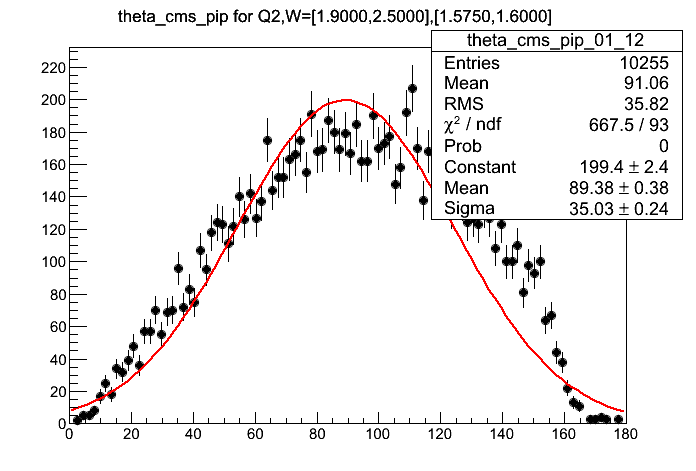 theta_cms_pip for Q2,W=[1.9000,2.5000],[1.5750,1.6000]
theta_cms_pip_01_12
Entries 10255
Mean 91.06
RMS 35.82
χ² / ndf 667.5 / 93
Prob 0
Constant 199.4 ± 2.4
Mean 89.38 ± 0.38
Sigma 35.03 ± 0.24
220
200
180
160
140
120
100
80
60
40
20
0
0 20 40 60 80 100 120 140 160 180